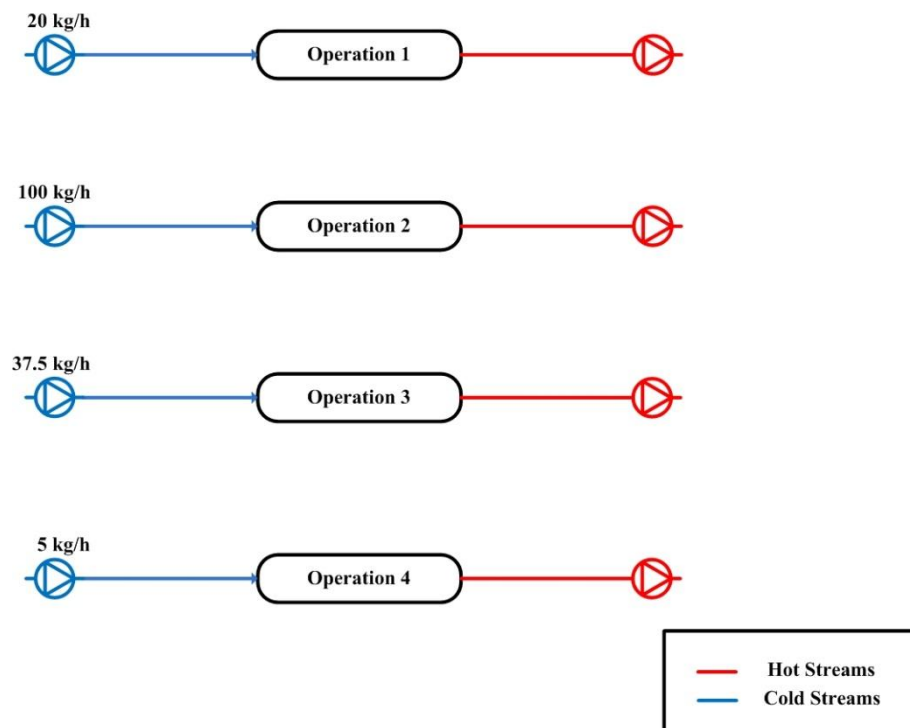 20 kg/h
Operation 1
100 kg/h
Operation 2
37.5 kg/h
Operation 3
5 kg/h
Operation 4
Hot Streams
Cold Streams